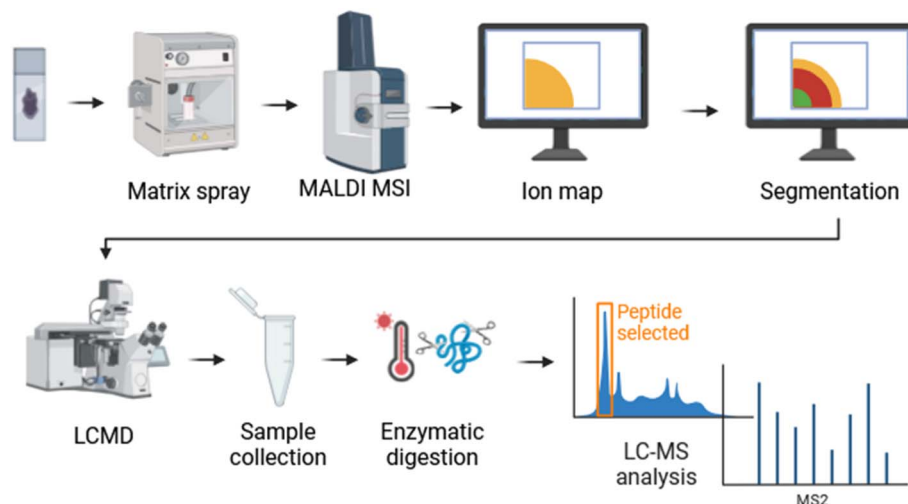 Matrix spray
MALDI MSI
Ion map
Segmentation
LCMD
Sample
collection
Enzymatic
digestion
Peptide
selected
LC-MS
analysis
MS2